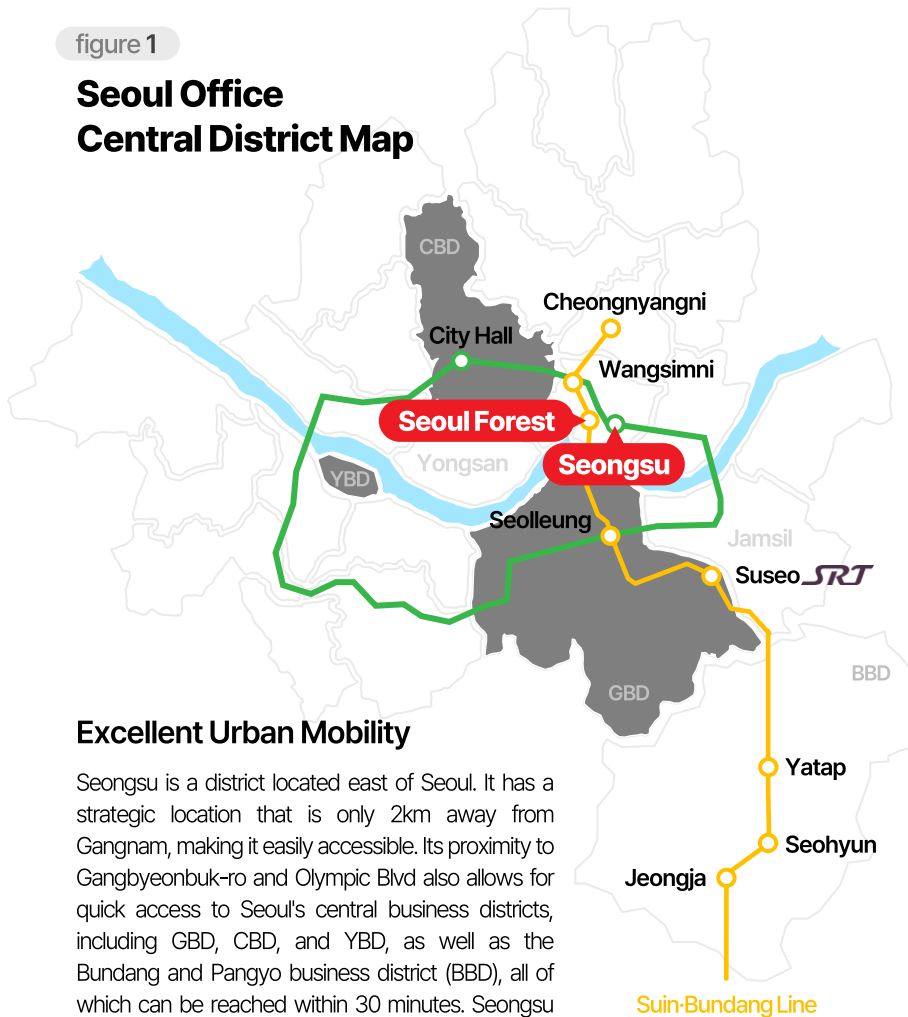 figure 1
Seoul Office
Central District Map
CBD
Cheongnyangni
City Hall
Wangsimni
Seoul Forest
Yongsan
Seongsu
YBD
Seolleung
Jamsil
Suseo SRT
BBD
GBD
Yatap
Seohyun
Jeongja
Suin·Bundang Line
Excellent Urban Mobility
Seongsu is a district located east of Seoul. It has a
strategic location that is only 2km away from
Gangnam, making it easily accessible. Its proximity to
Gangbyeonbuk-ro and Olympic Blvd also allows for
quick access to Seoul's central business districts,
including GBD, CBD, and YBD, as well as the
Bundang and Pangyo business district (BBD), all of
which can be reached within 30 minutes. Seongsu